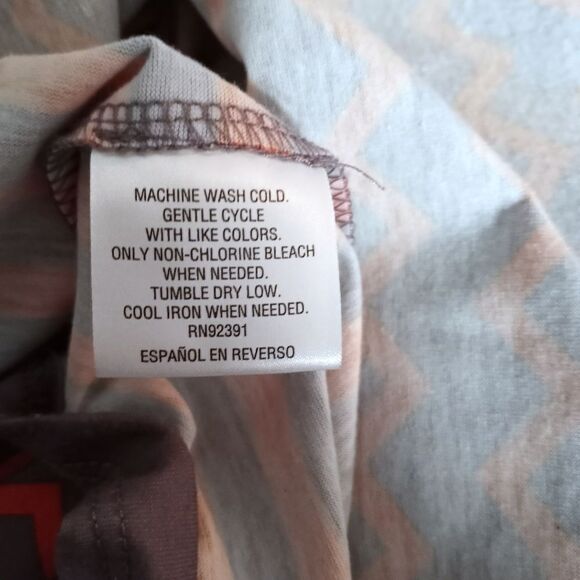 MACHINE WASH COLD.
GENTLE CYCLE
WITH LIKE COLORS.
ONLY NON-CHLORINE BLEACH
WHEN NEEDED.
TUMBLE DRY LOW.
COOL IRON WHEN NEEDED.
RN92391
ESPAÑOL EN REVERSO